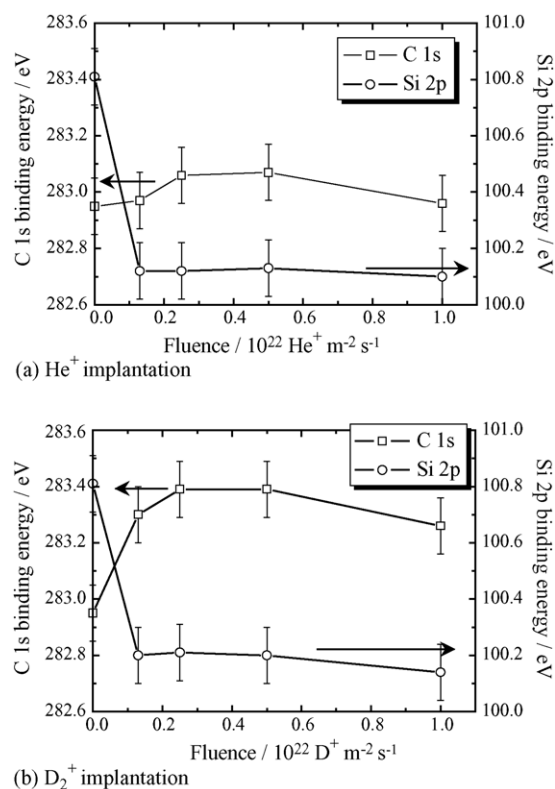 283.6
283.4
283.2
283.0
282.8
282.6
C 1s binding energy / eV
C 1s
Si 2p
101.0
100.8
100.6
100.4
100.2
100.0
Si 2p binding energy / eV
0.0 0.2 0.4 0.6 0.8 1.0
Fluence / 10²² He⁺ m⁻² s⁻¹
(a) He⁺ implantation
283.6
283.4
283.2
283.0
282.8
282.6
C 1s binding energy / eV
C 1s
Si 2p
101.0
100.8
100.6
100.4
100.2
100.0
Si 2p binding energy / eV
0.0 0.2 0.4 0.6 0.8 1.0
Fluence / 10²² D⁺ m⁻² s⁻¹
(b) D₂⁺ implantation